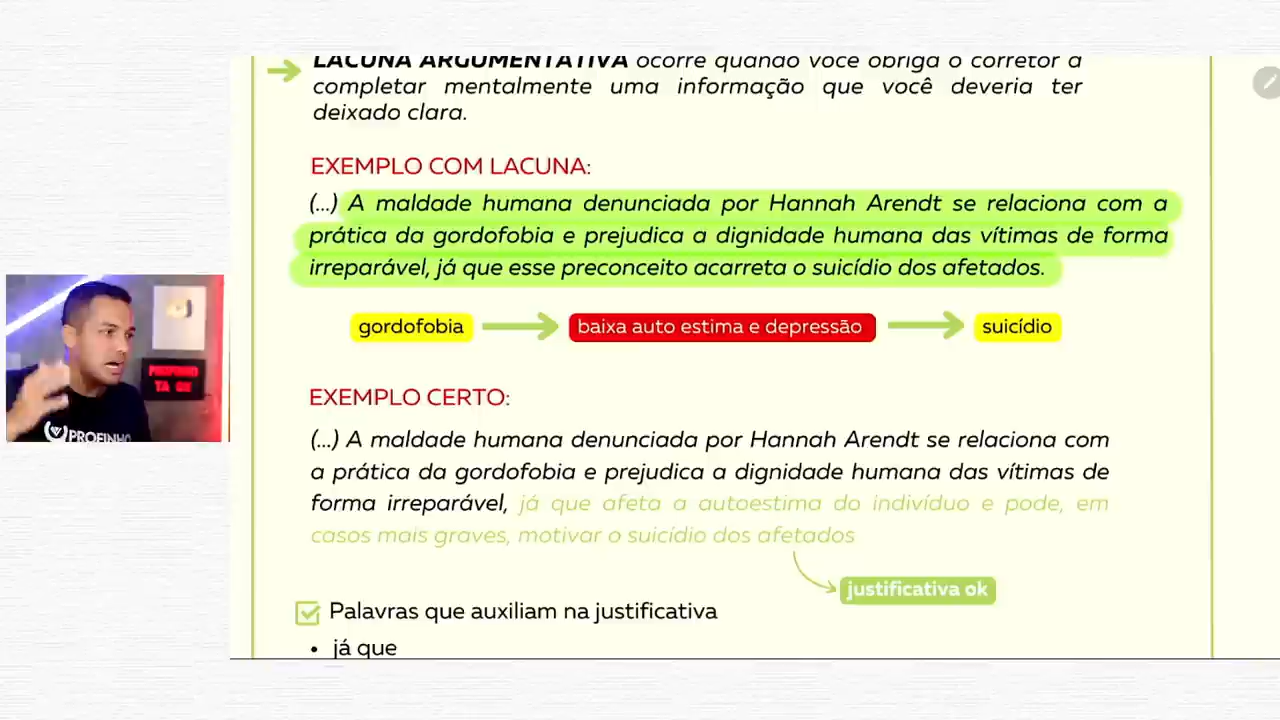 LACUNA ARGUMENTATIVA ocorre quando você obriga o corretor a
completar mentalmente uma informação que você deveria ter
deixado clara.
EXEMPLO COM LACUNA:
(...) A maldade humana denunciada por Hannah Arendt se relaciona com a
prática da gordofobia e prejudica a dignidade humana das vítimas de forma
irreparável, já que esse preconceito acarreta o suicídio dos afetados.
gordofobia
baixa auto estima e depressão
suicídio
EXEMPLO CERTO:
(...) A maldade humana denunciada por Hannah Arendt se relaciona com
a prática da gordofobia e prejudica a dignidade humana das vítimas de
forma irreparável, já que afeta a autoestima do indivíduo e pode, em
casos mais graves, motivar o suicídio dos afetados
justificativa ok
Palavras que auxiliam na justificativa
• já que
PROFINHO
TA ON
PROFINHO